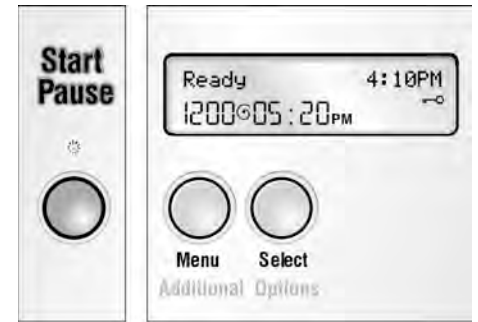 Start
Pause
Ready 4:10PM
1200 05:20PM
Menu Select
Additional Options